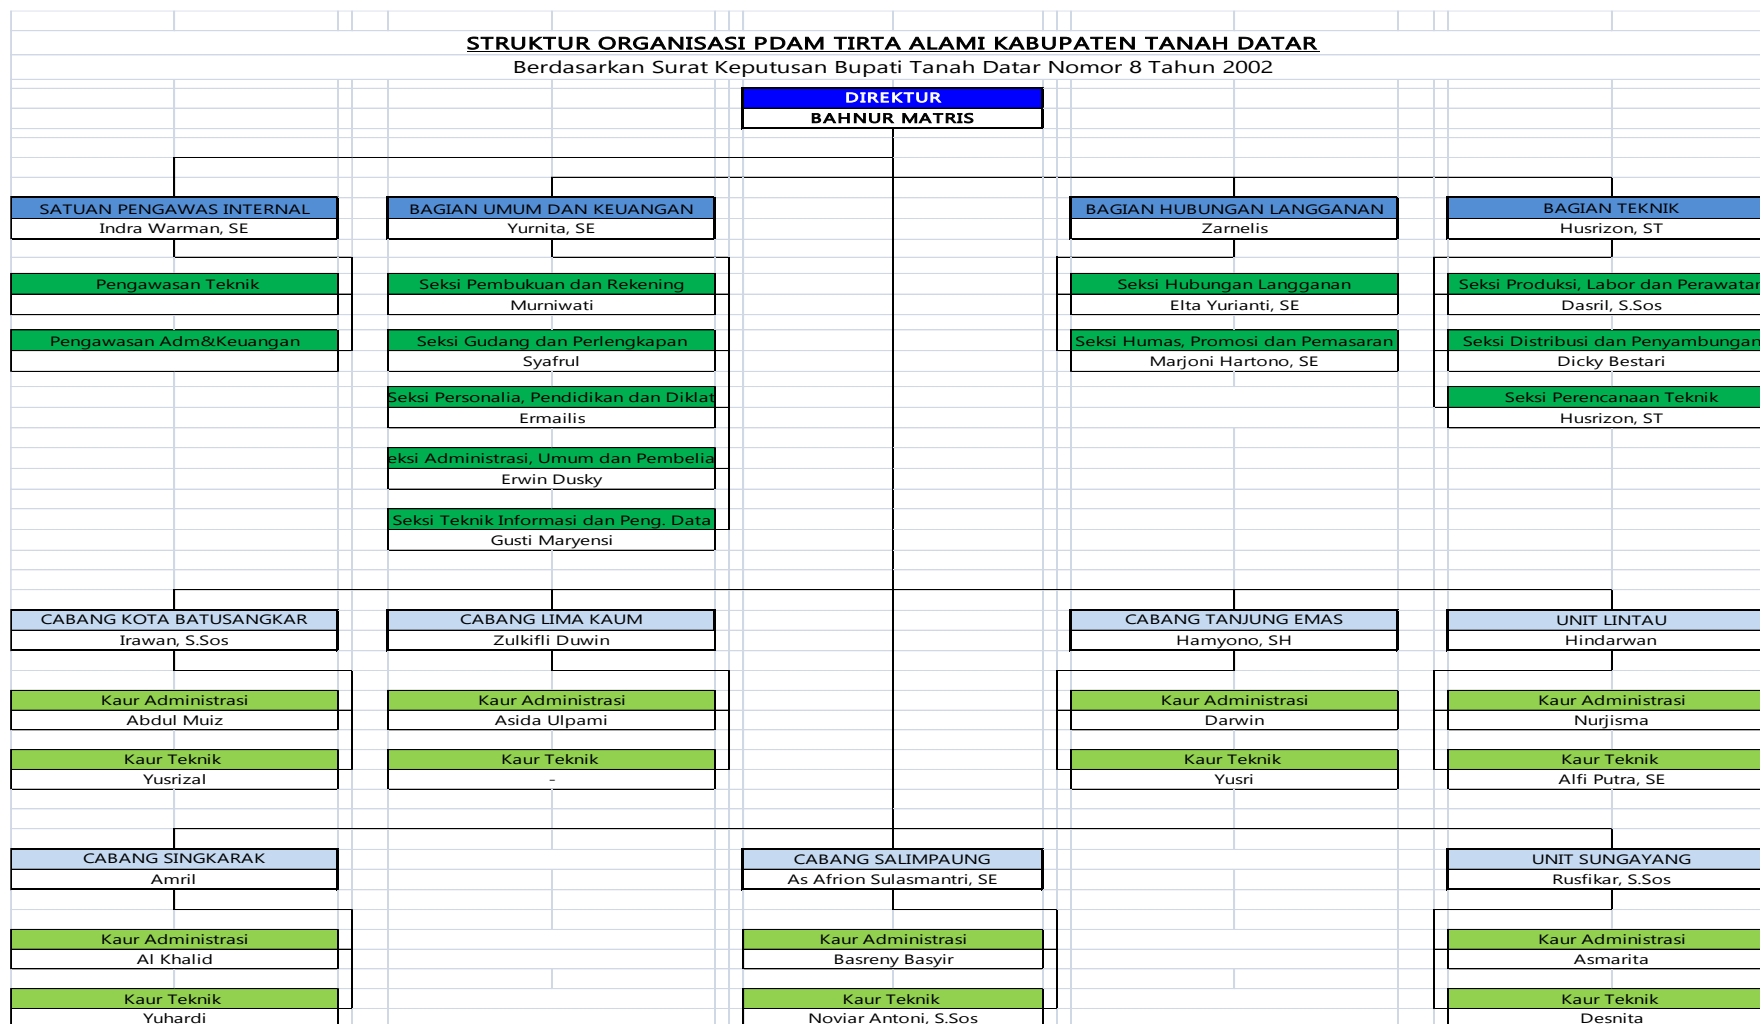 STRUKTUR ORGANISASI PDAM TIRTA ALAMI KABUPATEN TANAH DATAR
Berdasarkan Surat Keputusan Bupati Tanah Datar Nomor 8 Tahun 2002
DIREKTUR
BAHNUR MATRIS
SATUAN PENGAWAS INTERNAL
Indra Warman, SE
Pengawasan Teknik
Pengawasan Adm&Keuangan
BAGIAN UMUM DAN KEUANGAN
Yurnita, SE
Seksi Pembukuan dan Rekening
Murniwati
Seksi Gudang dan Perlengkapan
Syafrul
Seksi Personalia, Pendidikan dan Diklat
Ermailis
eksi Administrasi, Umum dan Pembelia
Erwin Dusky
Seksi Teknik Informasi dan Peng. Data
Gusti Maryensi
BAGIAN HUBUNGAN LANGGANAN
Zarnelis
Seksi Hubungan Langganan
Elta Yurianti, SE
Seksi Humas, Promosi dan Pemasaran
Marjoni Hartono, SE
BAGIAN TEKNIK
Husrizon, ST
Seksi Produksi, Labor dan Perawatan
Dasril, S.Sos
Seksi Distribusi dan Penyambungan
Dicky Bestari
Seksi Perencanaan Teknik
Husrizon, ST
CABANG KOTA BATUSANGKAR
Irawan, S.Sos
Kaur Administrasi
Abdul Muiz
Kaur Teknik
Yusrizal
CABANG LIMA KAUM
Zulkifli Duwin
Kaur Administrasi
Asida Ulpami
Kaur Teknik
-
CABANG TANJUNG EMAS
Hamyono, SH
Kaur Administrasi
Darwin
Kaur Teknik
Yusri
UNIT LINTAU
Hindarwan
Kaur Administrasi
Nurjisma
Kaur Teknik
Alfi Putra, SE
CABANG SINGKARAK
Amril
Kaur Administrasi
Al Khalid
Kaur Teknik
Yuhardi
CABANG SALIMPAUNG
As Afrion Sulasmantri, SE
Kaur Administrasi
Basreny Basyir
Kaur Teknik
Noviar Antoni, S.Sos
UNIT SUNGAYANG
Rusfikar, S.Sos
Kaur Administrasi
Asmarita
Kaur Teknik
Desnita